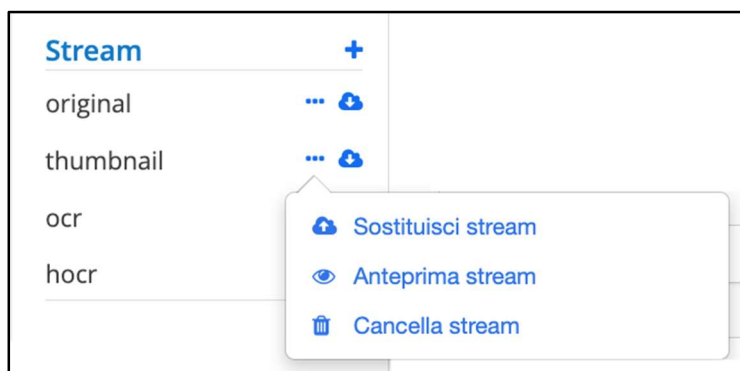 Stream
original
thumbnail
ocr
hocr
Sostituisci stream
Anteprima stream
Cancella stream